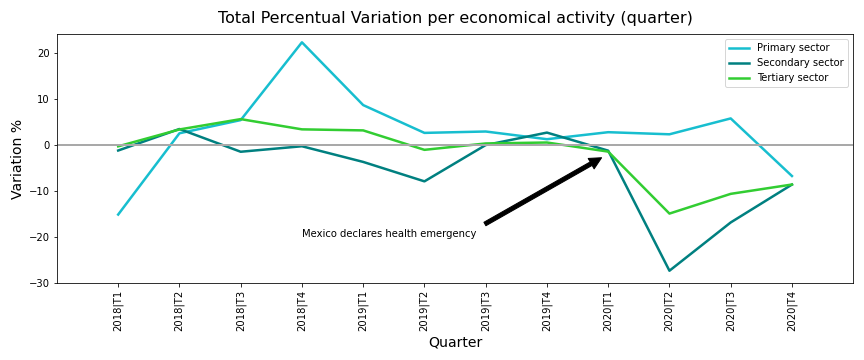 Total Percentual Variation per economical activity (quarter)
Primary sector
Secondary sector
Tertiary sector
Variation %
20
10
0
−10
−20
−30
Mexico declares health emergency
2018|T1
2018|T2
2018|T3
2018|T4
2019|T1
2019|T2
2019|T3
2019|T4
2020|T1
2020|T2
2020|T3
2020|T4
Quarter